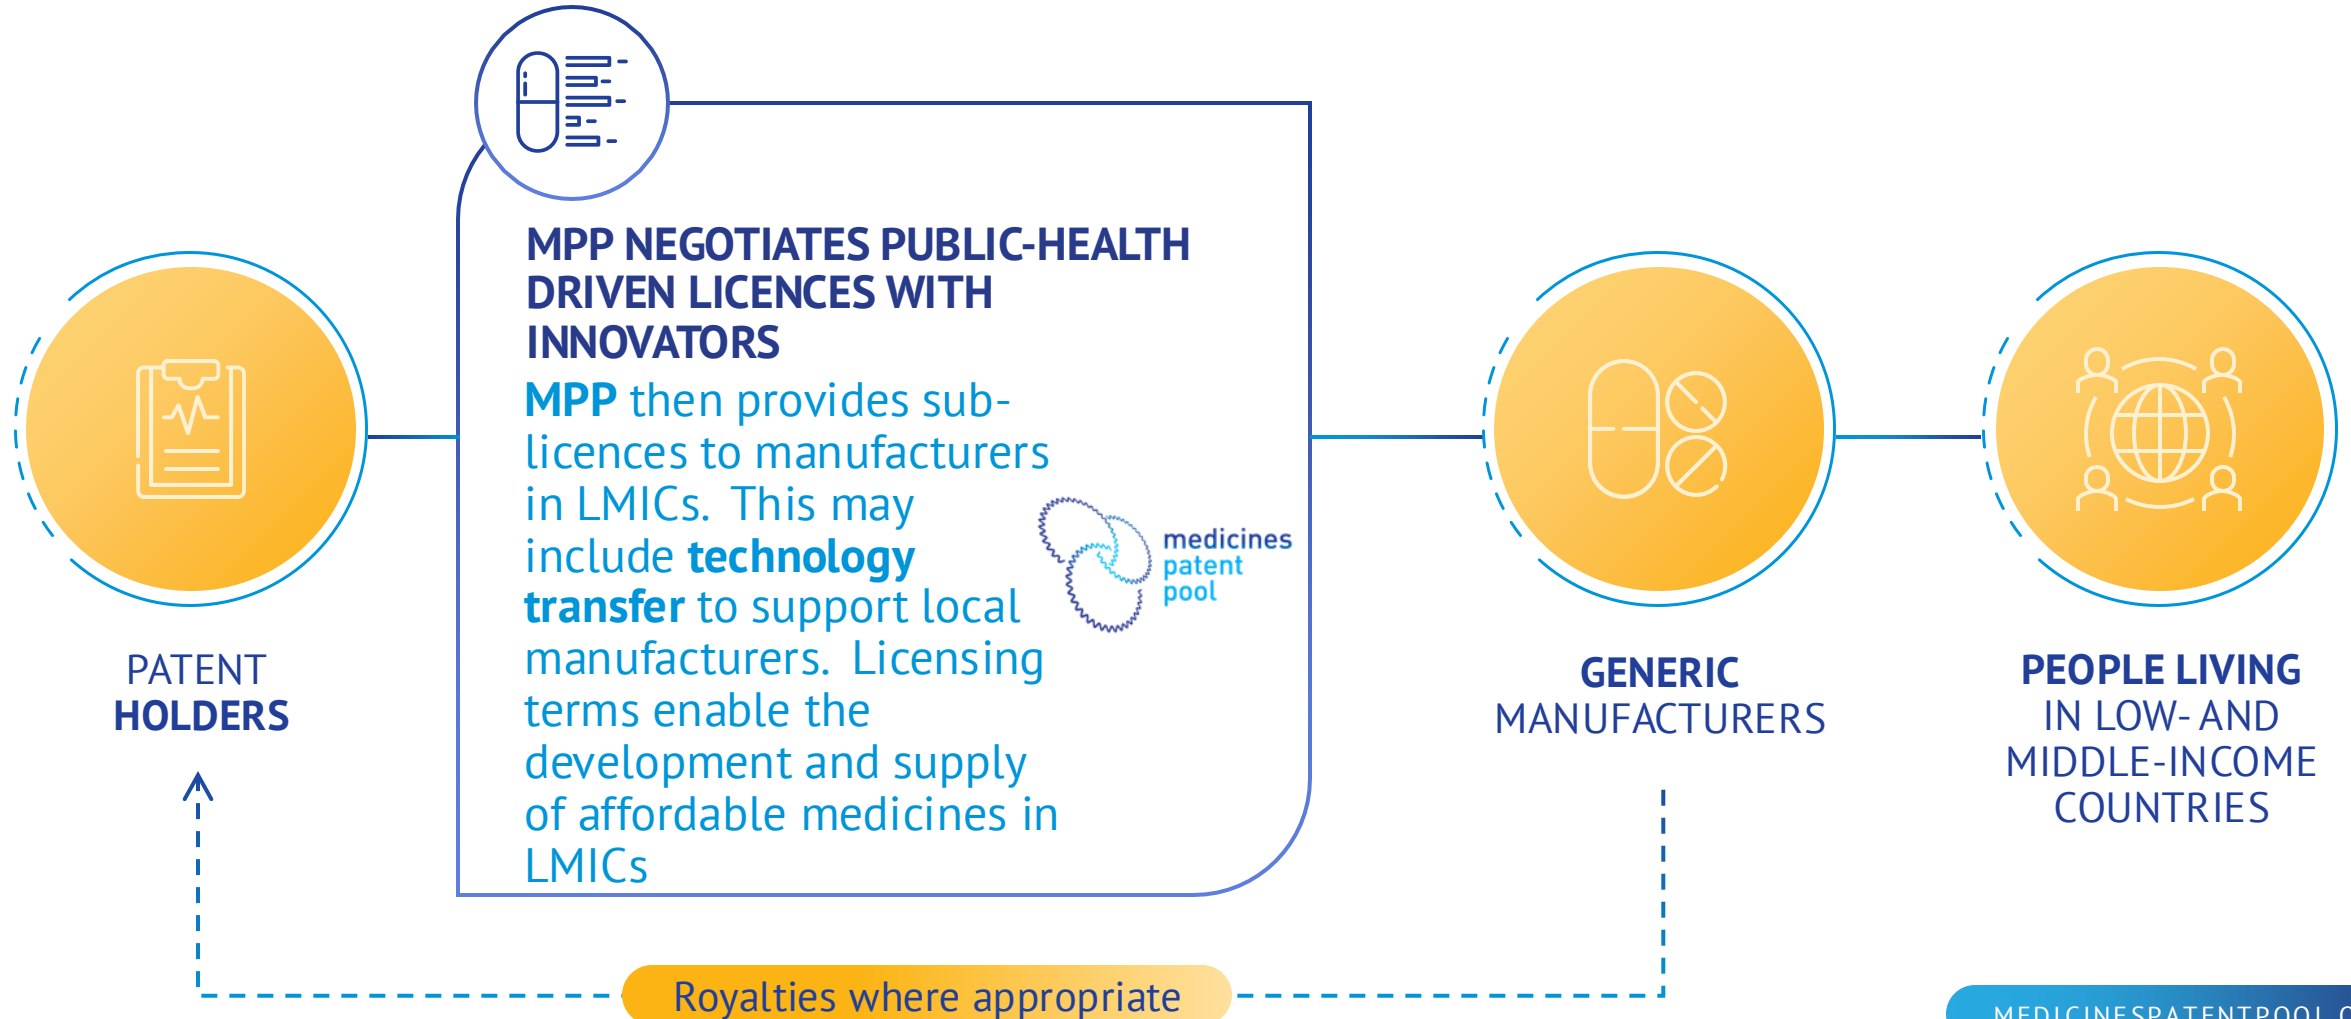 MPP NEGOTIATES PUBLIC-HEALTH
DRIVEN LICENCES WITH
INNOVATORS
MPP then provides sub-
licences to manufacturers
in LMICs. This may
include technology
transfer to support local
manufacturers. Licensing
terms enable the
development and supply
of affordable medicines in
LMICs
medicines
patent
pool
PATENT
HOLDERS
GENERIC
MANUFACTURERS
PEOPLE LIVING
IN LOW- AND
MIDDLE-INCOME
COUNTRIES
Royalties where appropriate